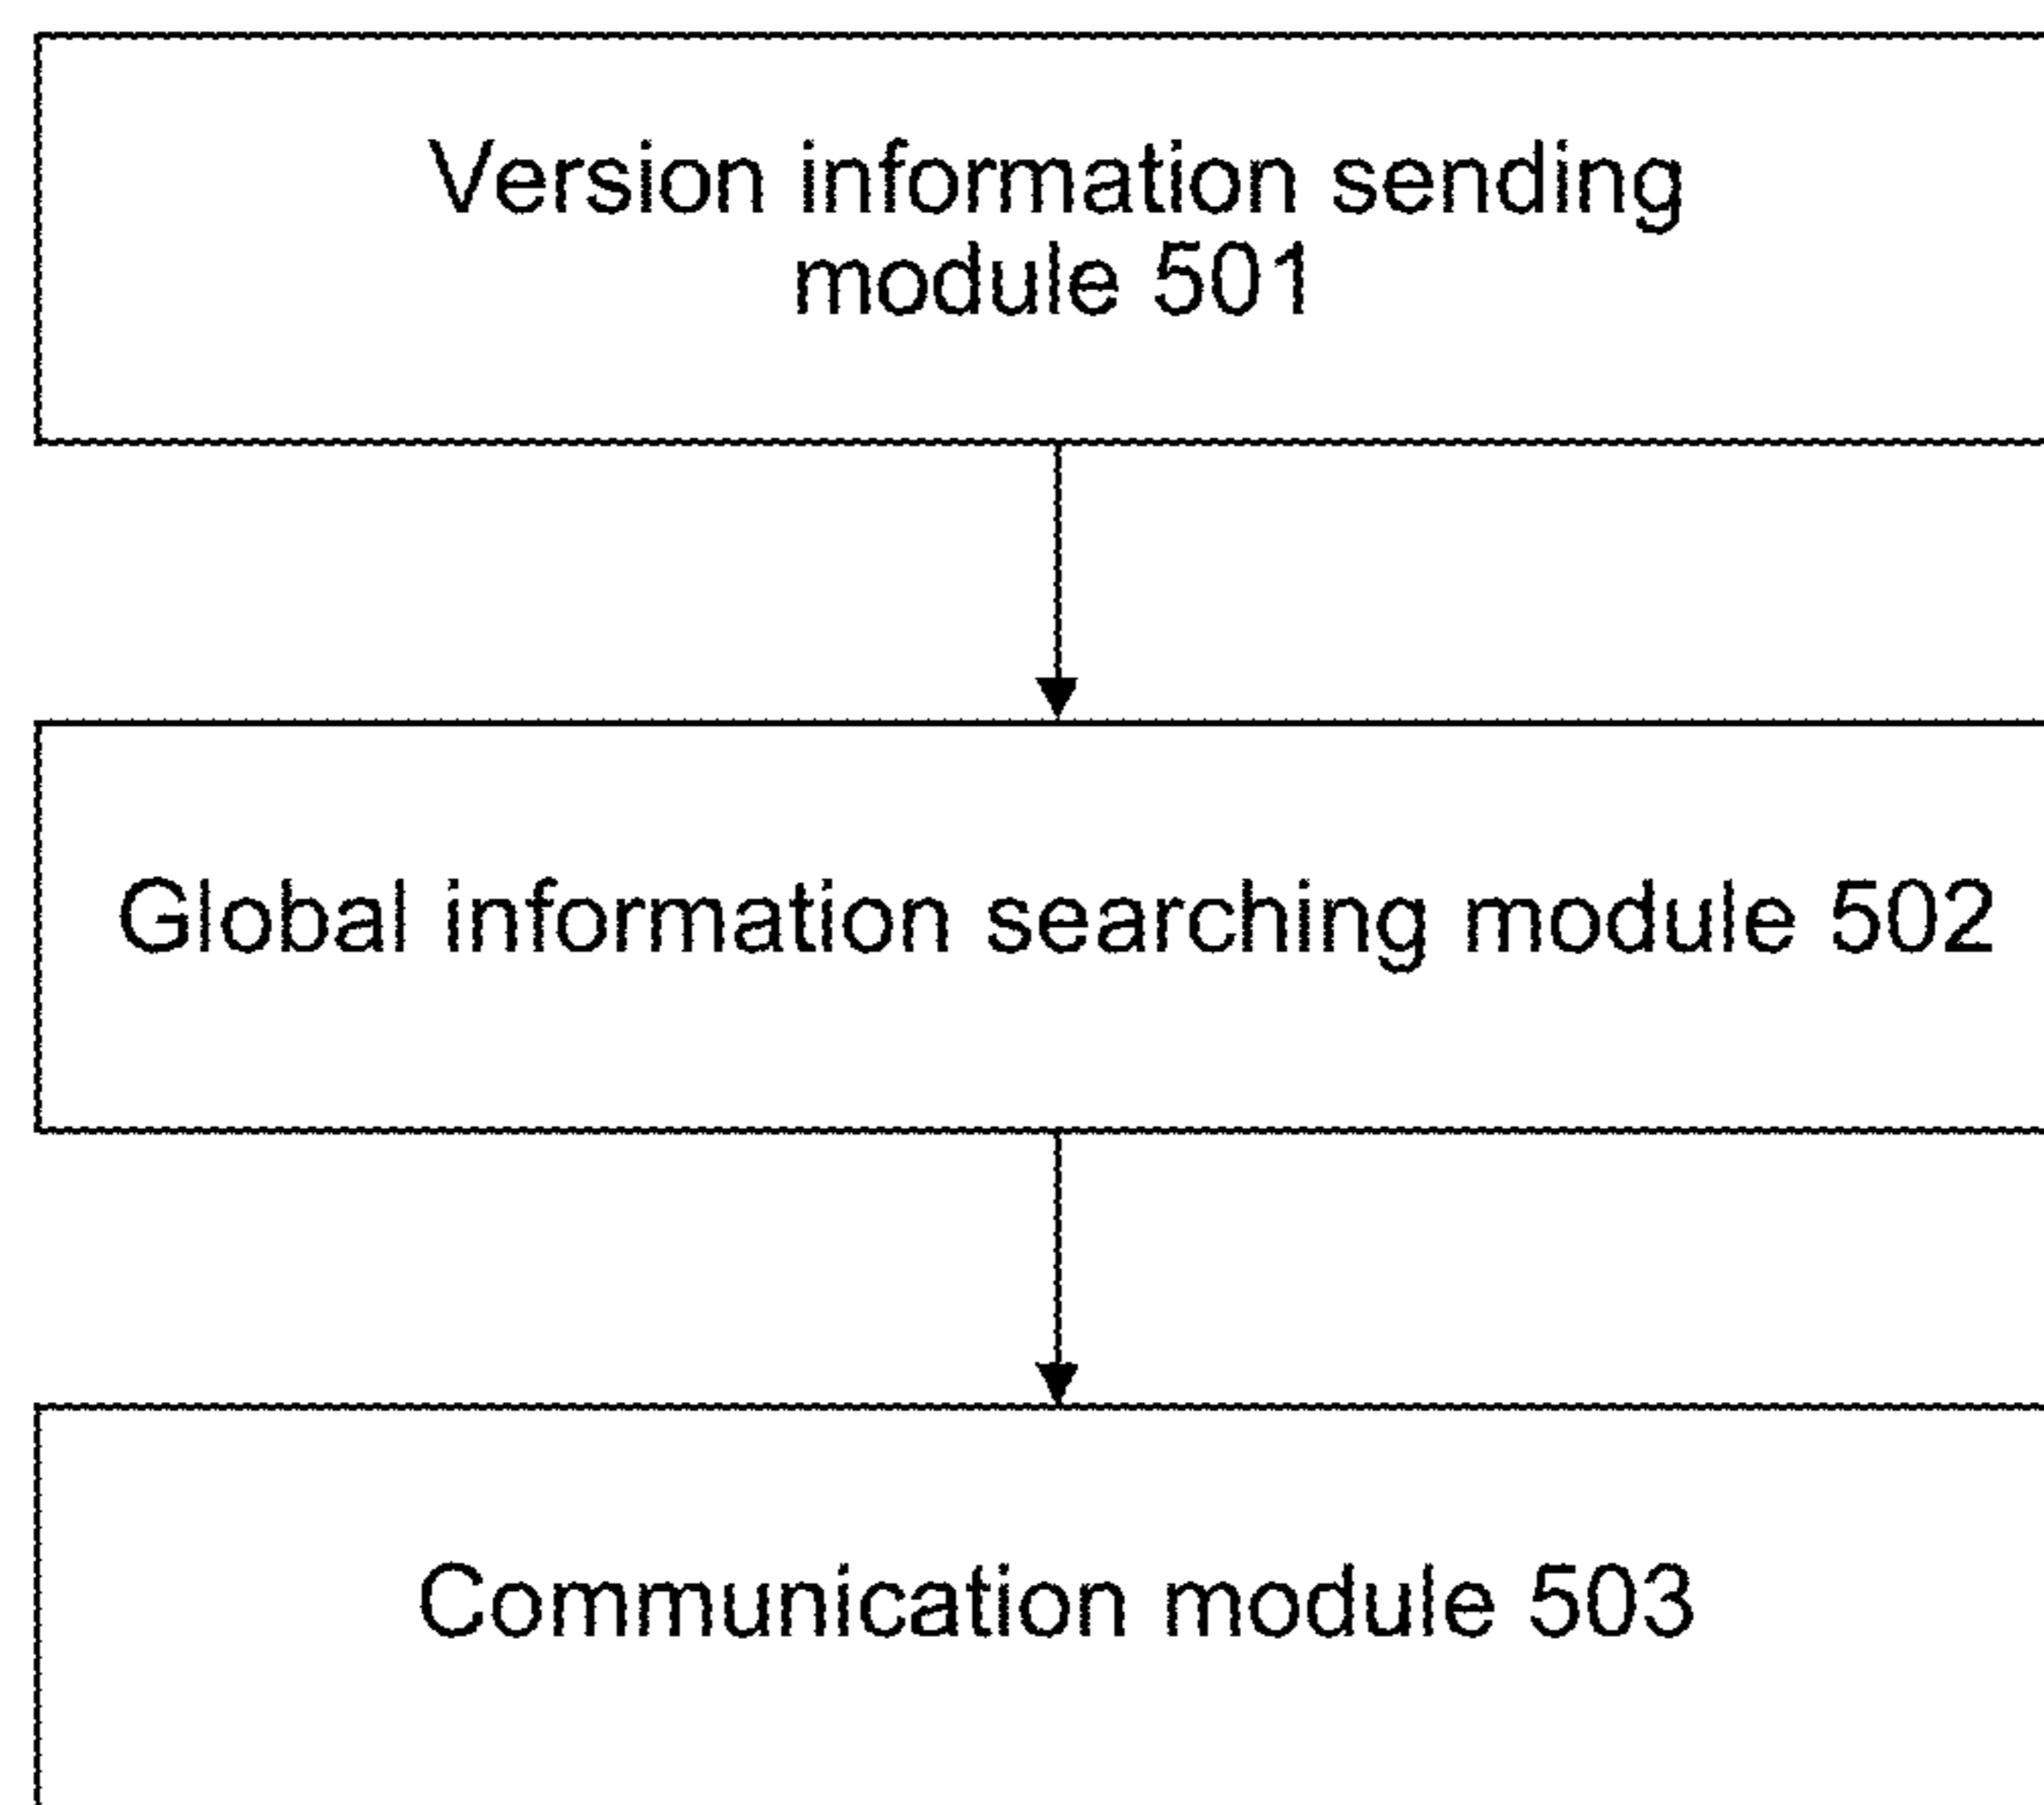 Version information sending
module 501
Global information searching module 502
Communication module 503